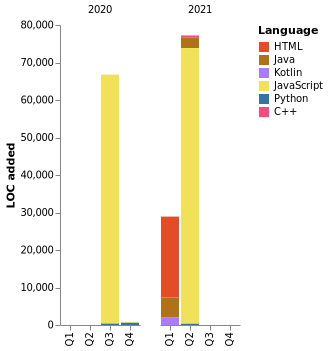 2020 2021
Language
HTML
Java
Kotlin
JavaScript
Python
C++
LOC added
80,000
70,000
60,000
50,000
40,000
30,000
20,000
10,000
0
Q1 Q2 Q3 Q4 Q1 Q2 Q3 Q4